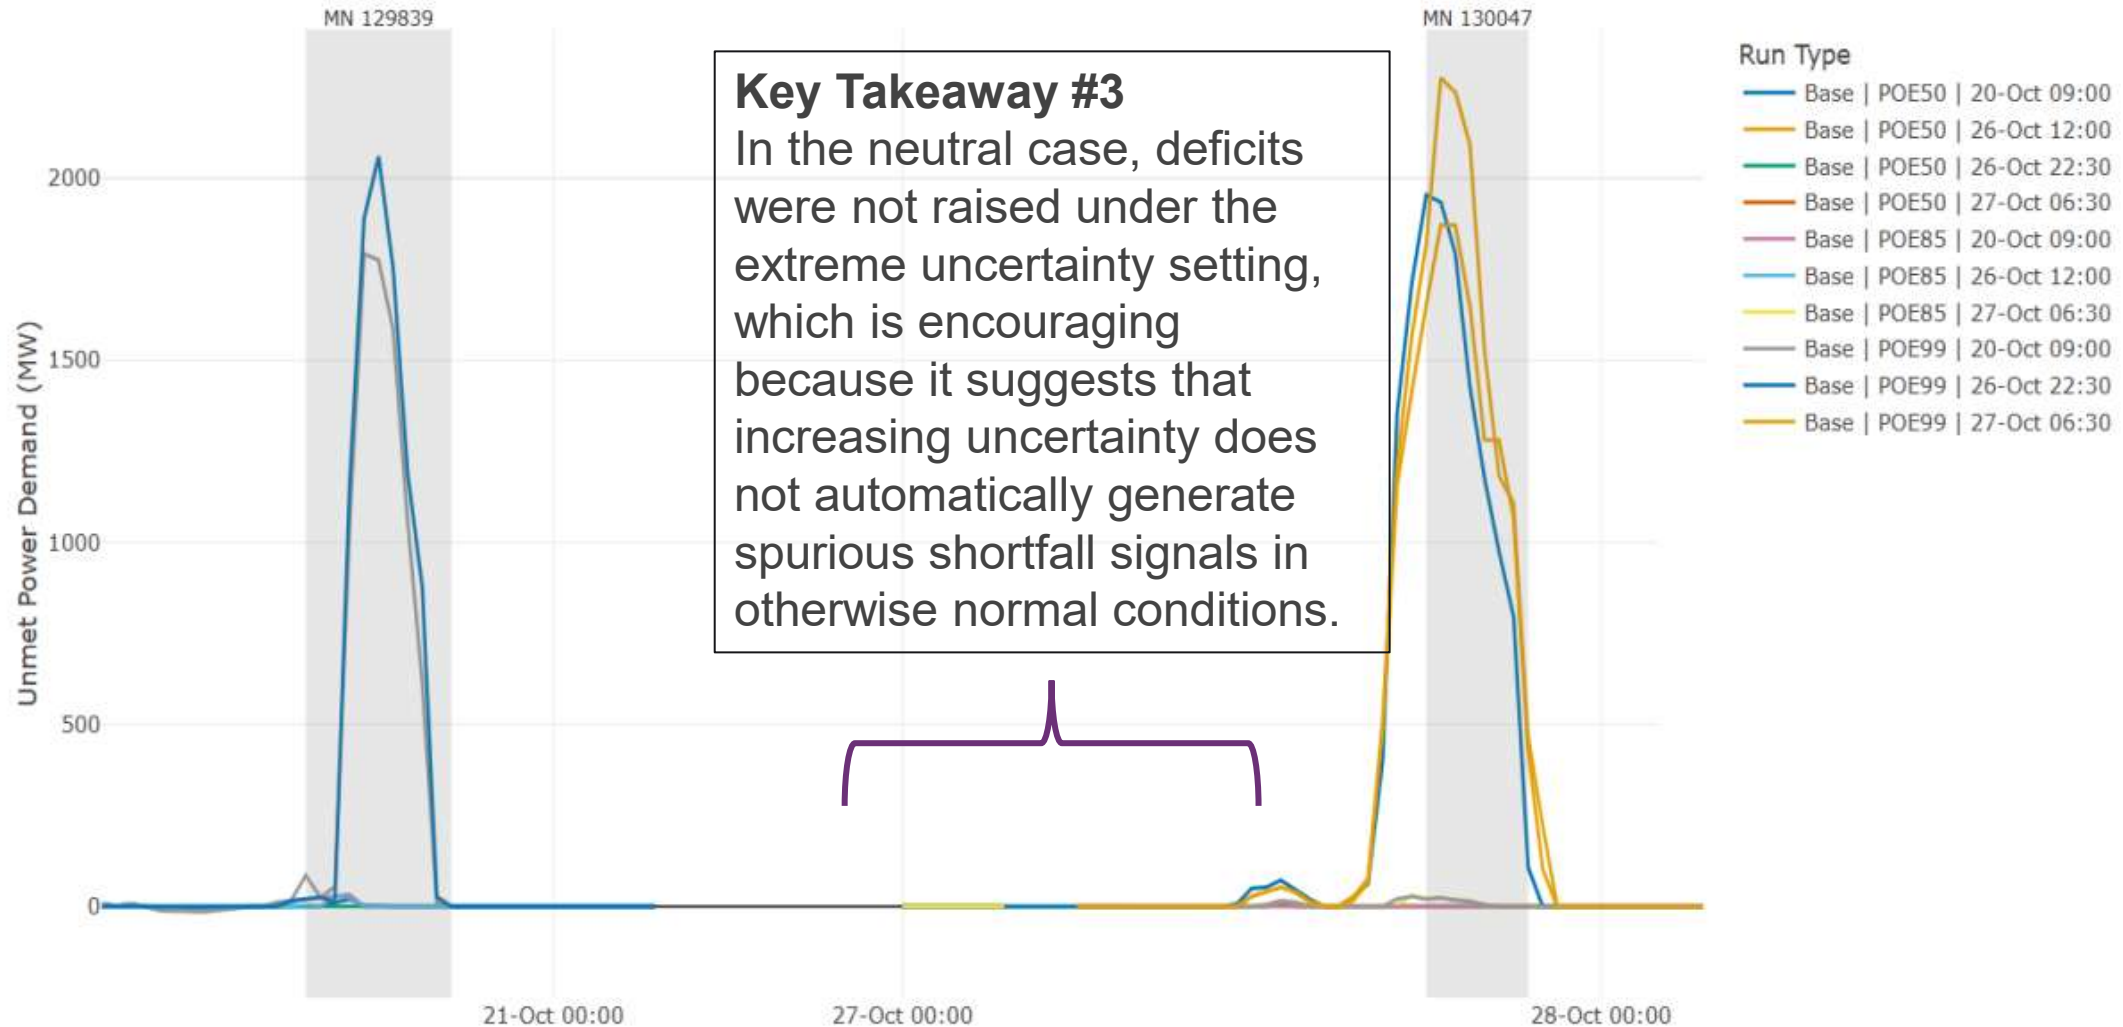 MN 129839
MN 130047
Key Takeaway #3
In the neutral case, deficits
were not raised under the
extreme uncertainty setting,
which is encouraging
because it suggests that
increasing uncertainty does
not automatically generate
spurious shortfall signals in
otherwise normal conditions.
Run Type
Base | POE50 | 20-Oct 09:00
Base | POE50 | 26-Oct 12:00
Base | POE50 | 26-Oct 22:30
Base | POE50 | 27-Oct 06:30
Base | POE85 | 20-Oct 09:00
Base | POE85 | 26-Oct 12:00
Base | POE85 | 27-Oct 06:30
Base | POE99 | 20-Oct 09:00
Base | POE99 | 26-Oct 22:30
Base | POE99 | 27-Oct 06:30
Unmet Power Demand (MW)
2000
1500
1000
500
0
21-Oct 00:00
27-Oct 00:00
28-Oct 00:00